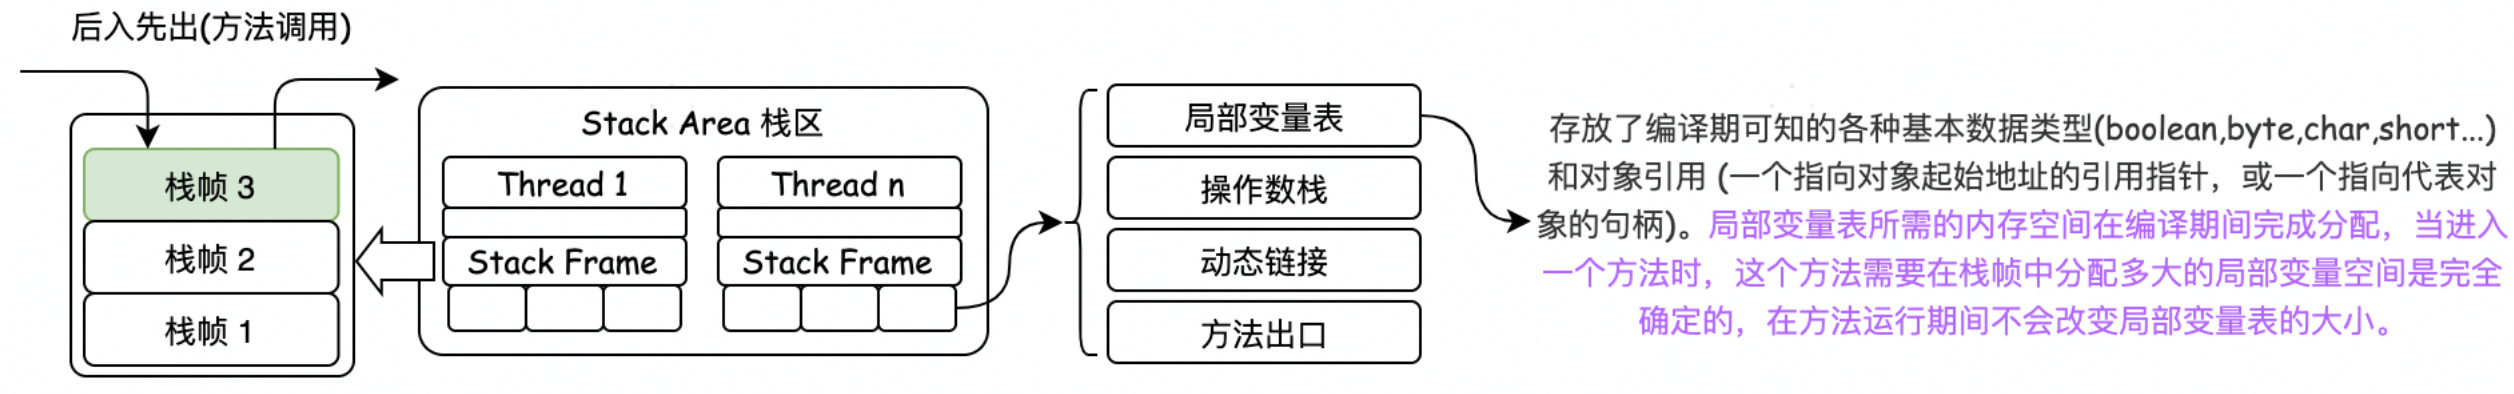 后入先出(方法调用)
栈帧 3
栈帧 2
栈帧 1
Stack Area 栈区
Thread 1
Stack Frame
Thread n
Stack Frame
局部变量表
操作数栈
动态链接
方法出口
存放了编译期可知的各种基本数据类型(boolean,byte,char,short...)
和对象引用 (一个指向对象起始地址的引用指针，或一个指向代表对
象的句柄)。局部变量表所需的内存空间在编译期间完成分配，当进入
一个方法时，这个方法需要在栈帧中分配多大的局部变量空间是完全
确定的，在方法运行期间不会改变局部变量表的大小。